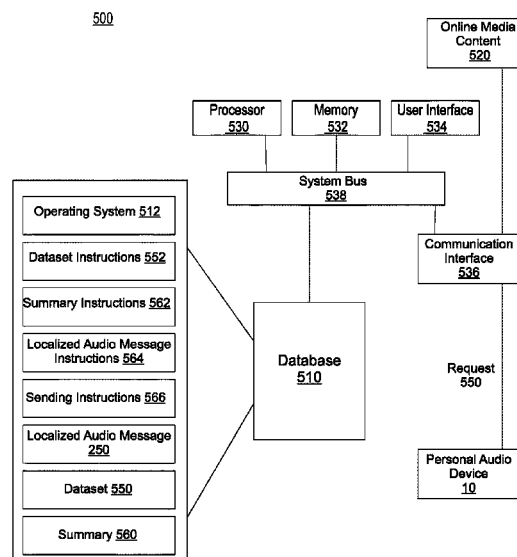 500
Online Media
Content
520
Processor
530
Memory
532
User Interface
534
System Bus
538
Operating System 512
Dataset Instructions 552
Summary Instructions 562
Localized Audio Message
Instructions 564
Sending Instructions 566
Localized Audio Message
250
Dataset 550
Summary 560
Communication
Interface
536
Database
510
Request
550
Personal Audio
Device
10